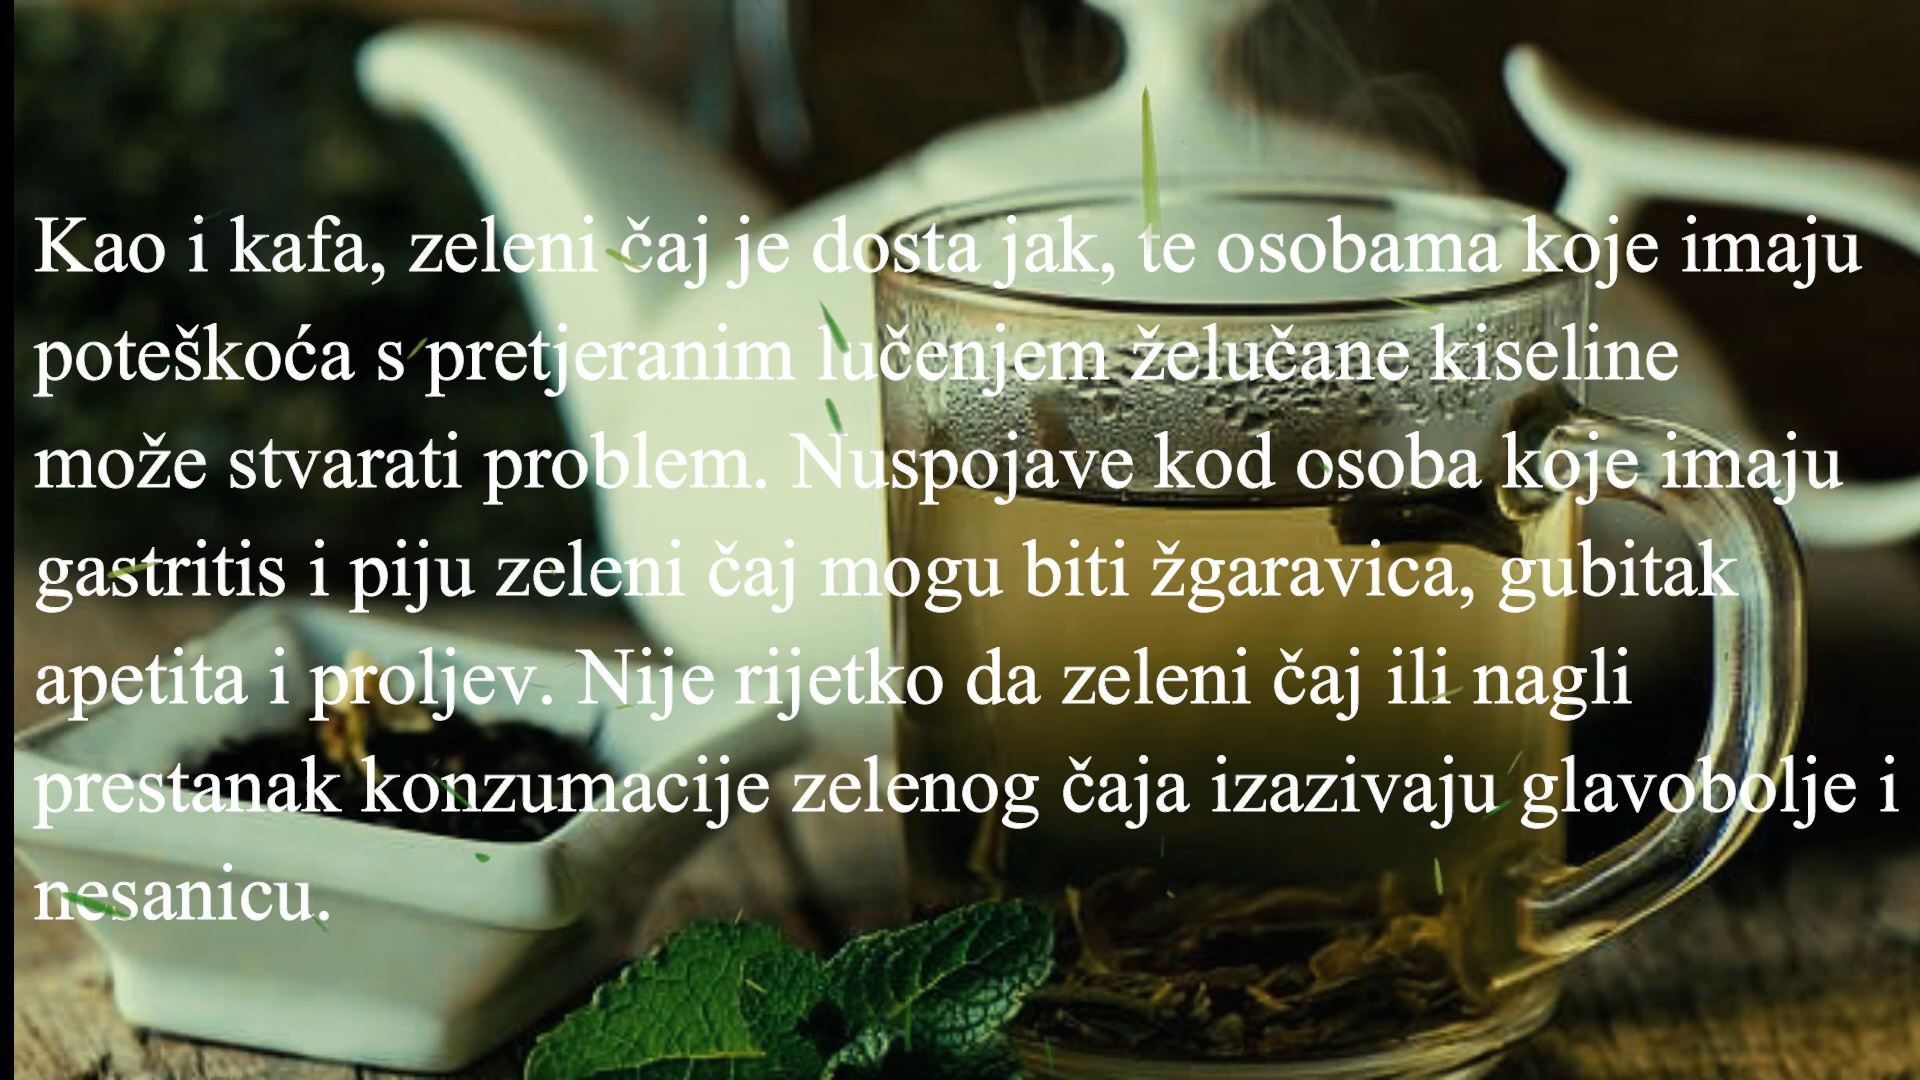 Kao i kafa, zeleni čaj je dosta jak, te osobama koje imaju
poteškoća s pretjeranim lučenjem želučane kiseline
može stvarati problem. Nuspojave kod osoba koje imaju
gastritis i piju zeleni čaj mogu biti žgaravica, gubitak
apetita i proljev. Nije rijetko da zeleni čaj ili nagli
prestanak konzumacije zelenog čaja izazivaju glavobolje i
nesanicu.